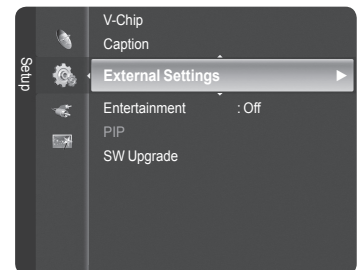 Setup
V-Chip
Caption
External Settings
Entertainment : Off
PIP
SW Upgrade